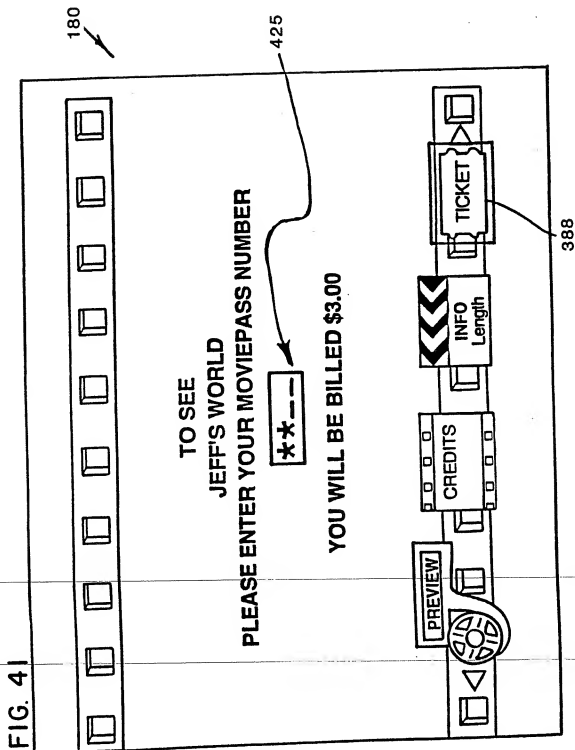 FIG. 41
180
TO SEE
JEFF'S WORLD
PLEASE ENTER YOUR MOVIEPASS NUMBER
**__
425
YOU WILL BE BILLED $3.00
PREVIEW
CREDITS
INFO
Length
TICKET
388